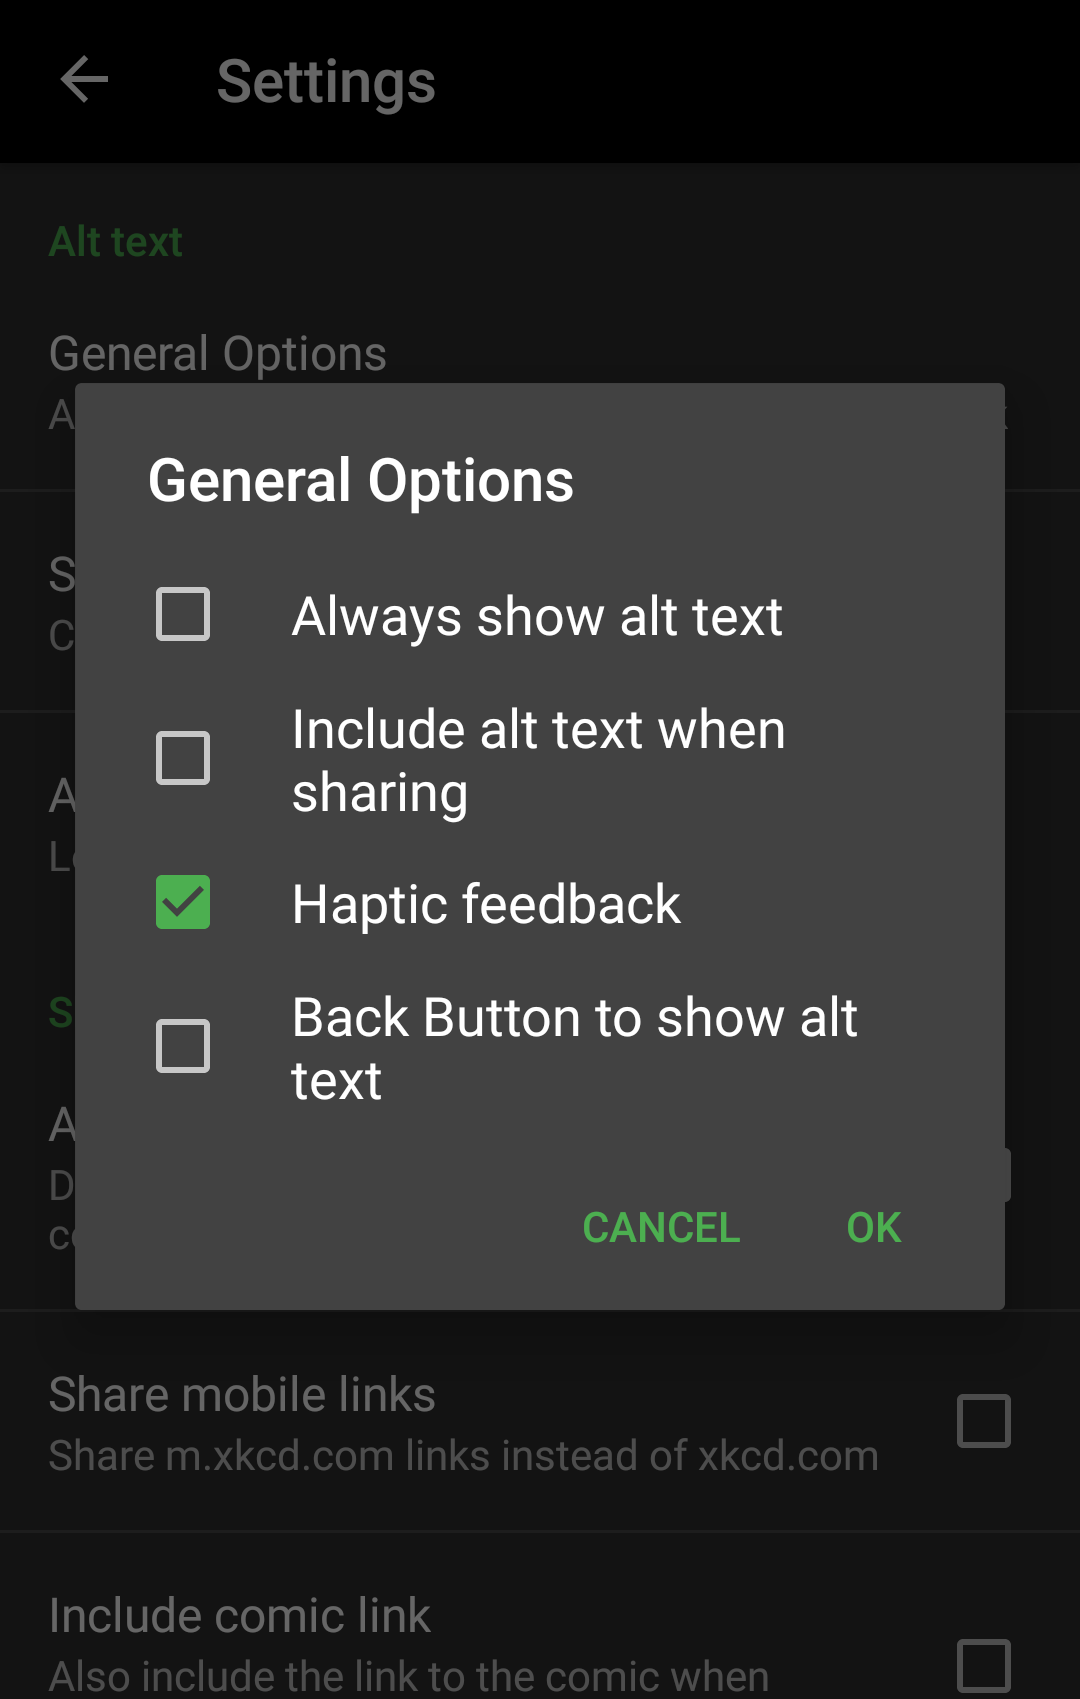 Settings
Alt text
General Options
General Options
Always show alt text
Include alt text when
sharing
Haptic feedback
Back Button to show alt
text
CANCEL
OK
Share mobile links
Share m.xkcd.com links instead of xkcd.com
Include comic link
Also include the link to the comic when